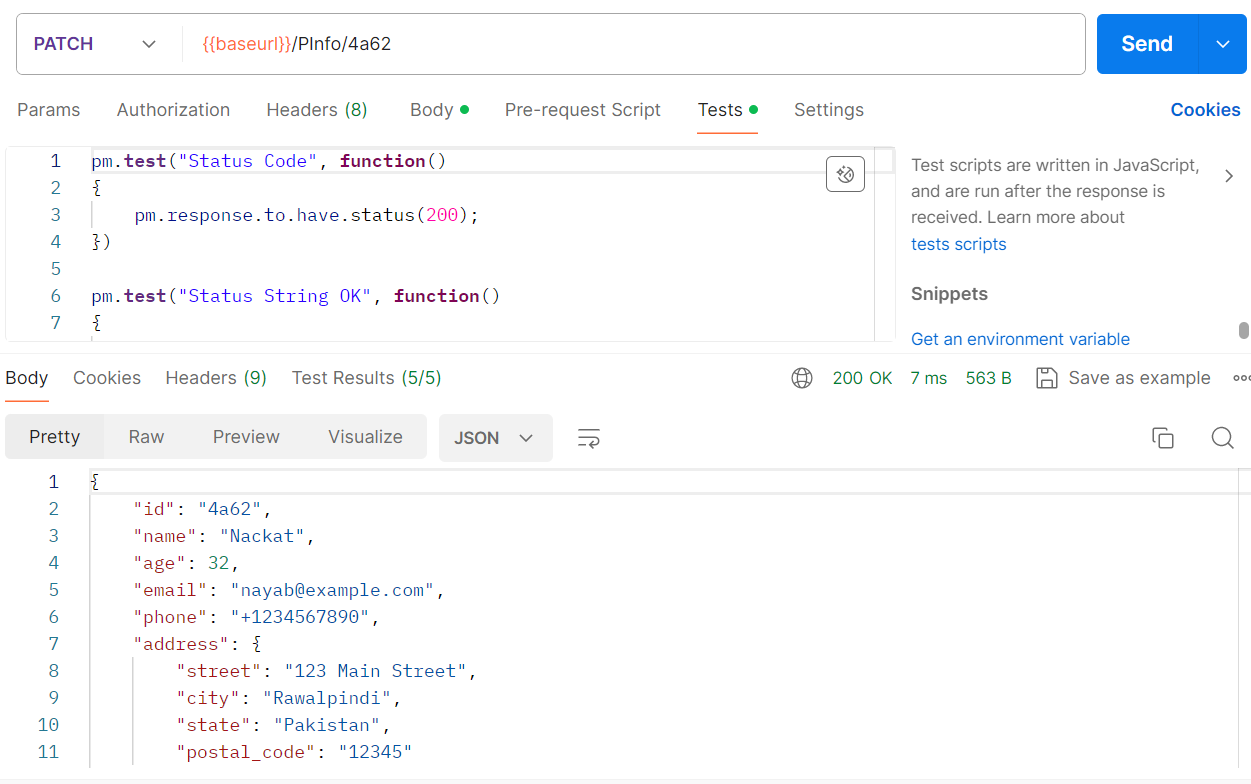 PATCH {{baseurl}}/PInfo/4a62 Send
Params Authorization Headers (8) Body Pre-request Script Tests Settings Cookies
1 pm.test("Status Code", function()
2 {
3 pm.response.to.have.status(200);
4 })
5
6 pm.test("Status String OK", function()
7 {
Test scripts are written in JavaScript,
and are run after the response is
received. Learn more about
tests scripts
Snippets
Get an environment variable
Body Cookies Headers (9) Test Results (5/5) 200 OK 7 ms 563 B Save as example
Pretty Raw Preview Visualize JSON
1 {
2 "id": "4a62",
3 "name": "Nackat",
4 "age": 32,
5 "email": "nayab@example.com",
6 "phone": "+1234567890",
7 "address": {
8 "street": "123 Main Street",
9 "city": "Rawalpindi",
10 "state": "Pakistan",
11 "postal_code": "12345"